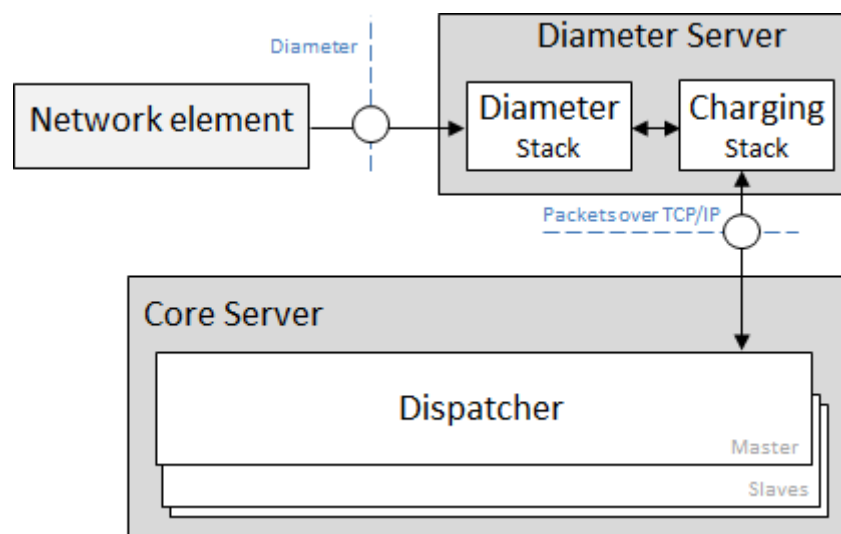 Diameter
Diameter Server
Network element
Diameter
Stack
Charging
Stack
Packets over TCP/IP
Core Server
Dispatcher
Master
Slaves